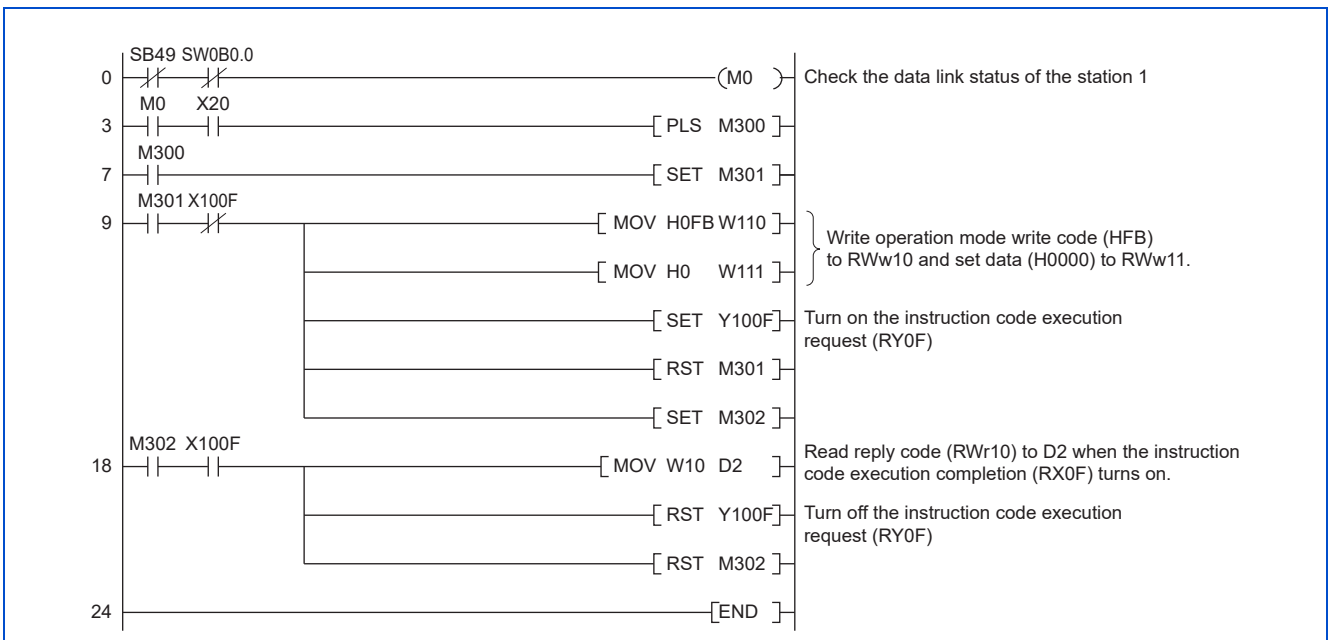 SB49 SW0B0.0
0 (M0 ) Check the data link status of the station 1
M0 X20
3 [ PLS M300 ]
M300
7 [ SET M301 ]
M301 X100F
9 [ MOV H0FB W110 ]
Write operation mode write code (HFB)
to RWw10 and set data (H0000) to RWw11.
[ MOV H0 W111 ]
[ SET Y100F ] Turn on the instruction code execution
request (RY0F)
[ RST M301 ]
[ SET M302 ]
M302 X100F
18 [ MOV W10 D2 ] Read reply code (RWr10) to D2 when the instruction
code execution completion (RX0F) turns on.
[ RST Y100F ] Turn off the instruction code execution
request (RY0F)
[ RST M302 ]
24 [ END ]